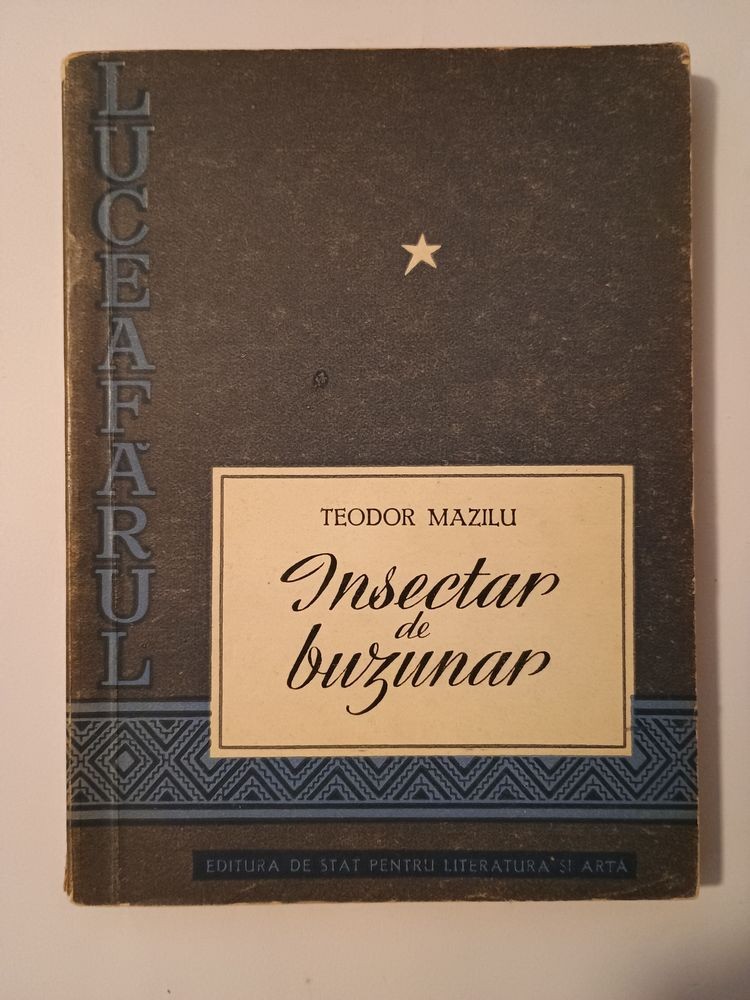 LUCEAFĂRUL
TEODOR MAZILU
Insectar
de
buzunar
EDITURA DE STAT PENTRU LITERATURĂ ȘI ARTĂ